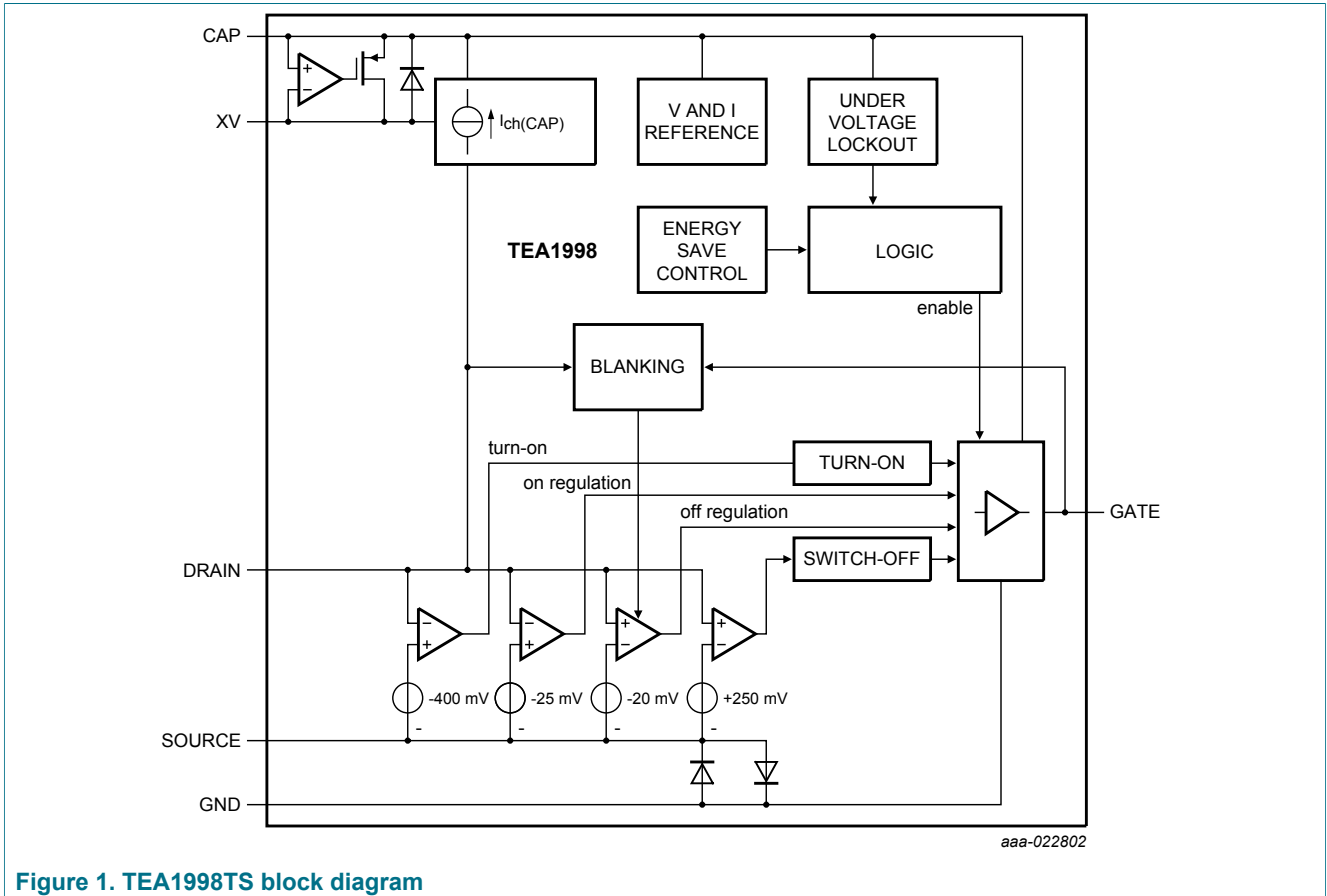 CAP
XV
I ch(CAP)
V AND I
REFERENCE
UNDER
VOLTAGE
LOCKOUT
TEA1998
ENERGY
SAVE
CONTROL
LOGIC
enable
BLANKING
turn-on
TURN-ON
on regulation
GATE
off regulation
SWITCH-OFF
DRAIN
-400 mV
-25 mV
-20 mV
+250 mV
SOURCE
GND
aaa-022802
Figure 1. TEA1998TS block diagram